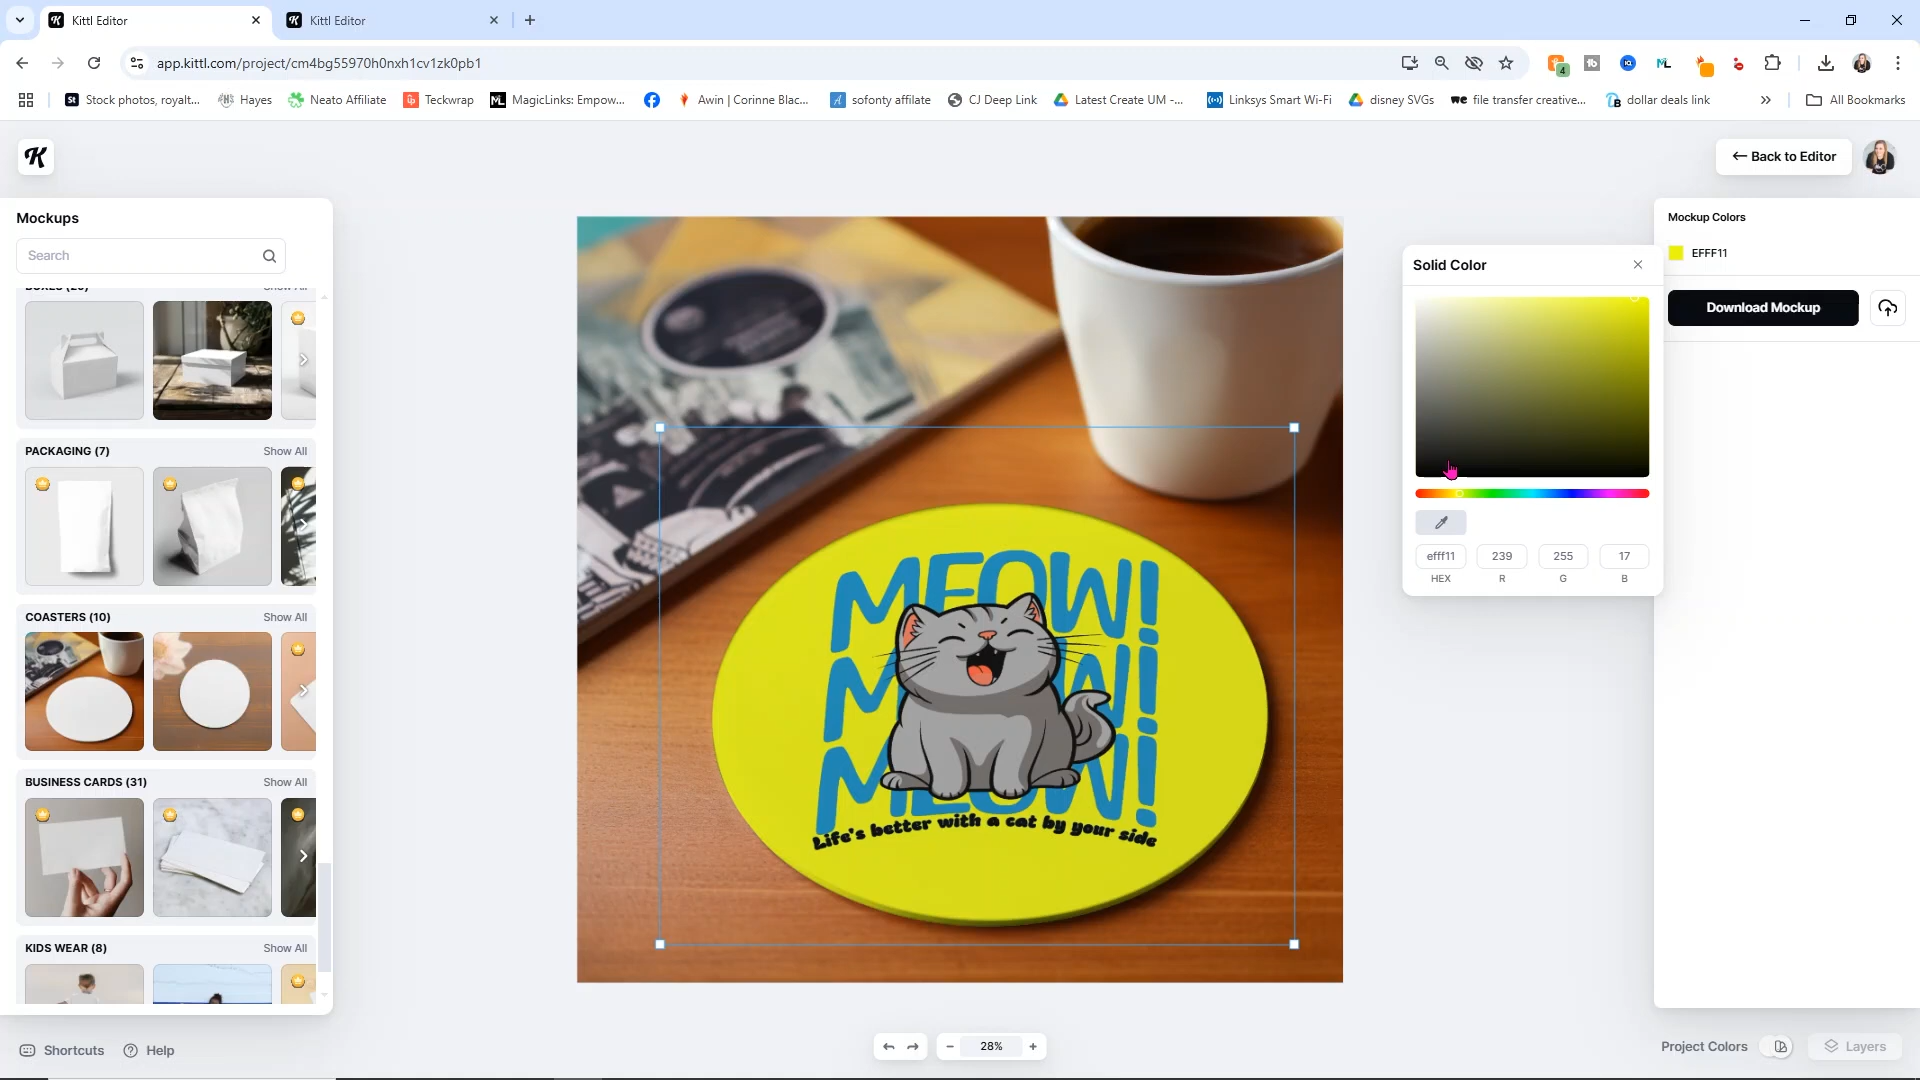 Kittl Editor
Kittl Editor
app.kittl.com/project/cm4bg55970h0nxh1cv1zk0pb1
4
Stock photos, royalt...
Hayes
Neato Affiliate
Teckwrap
MagicLinks: Empow...
Awin | Corinne Blac...
sofonty affilate
CJ Deep Link
Latest Create UM -...
Linksys Smart Wi-Fi
disney SVGs
file transfer creative...
dollar deals link
All Bookmarks
K
Back to Editor
Mockups
Search
Show All
PACKAGING (7)
Show All
COASTERS (10)
Show All
BUSINESS CARDS (31)
Show All
KIDS WEAR (8)
Show All
MEOW!
Life's better with a cat by your side
Solid Color
efff11
239
255
17
HEX
R
G
B
Mockup Colors
EFFF11
Download Mockup
Shortcuts
Help
28%
Project Colors
Layers